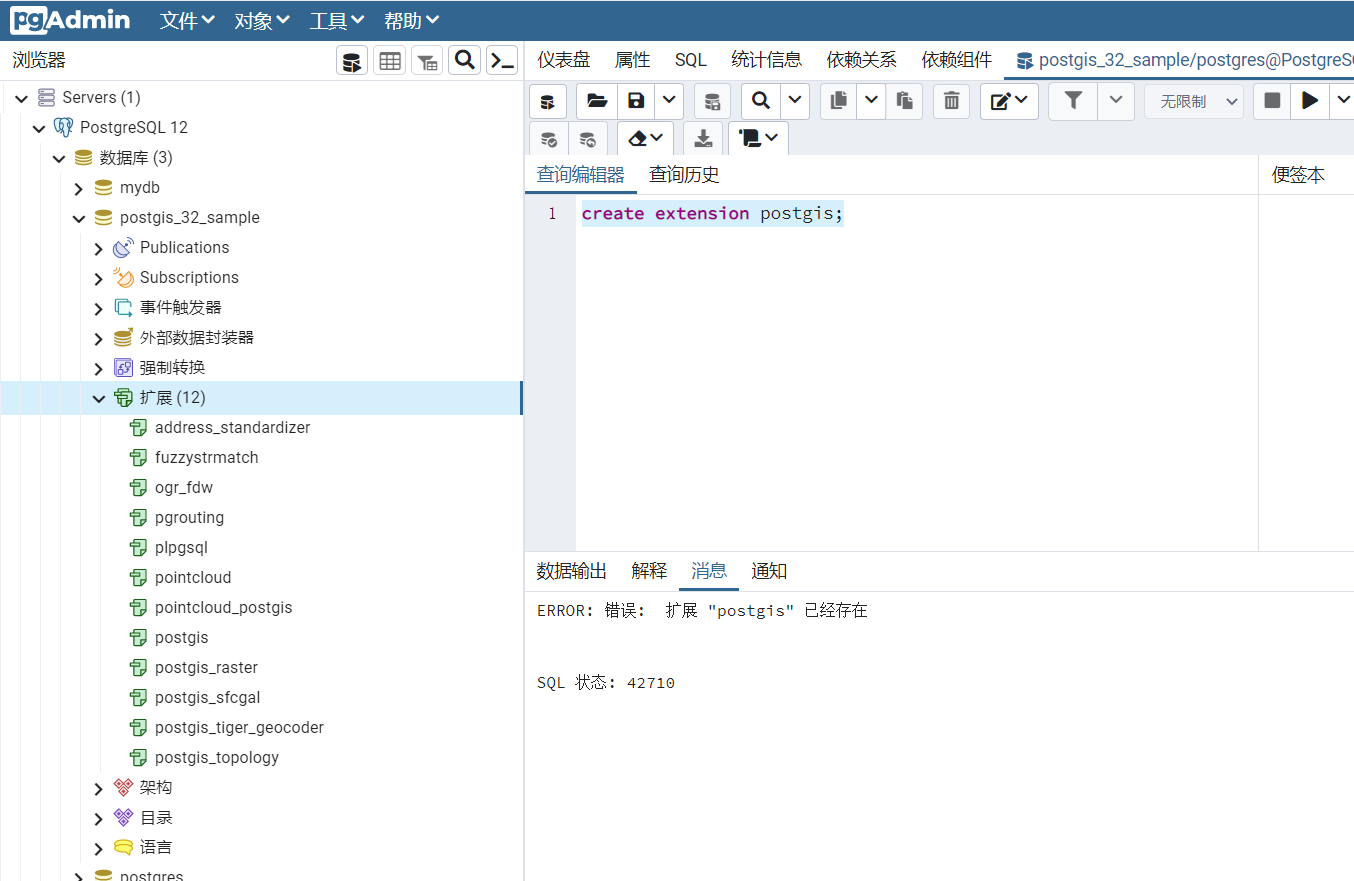 pgAdmin 文件 对象 工具 帮助
浏览器
仪表盘 属性 SQL 统计信息 依赖关系 依赖组件 postgis_32_sample/postgres@PostgreS
无限制
Servers (1)
PostgreSQL 12
数据库 (3)
mydb
postgis_32_sample
Publications
Subscriptions
事件触发器
外部数据封装器
强制转换
扩展 (12)
address_standardizer
fuzzystrmatch
ogr_fdw
pgrouting
plpgsql
pointcloud
pointcloud_postgis
postgis
postgis_raster
postgis_sfcgal
postgis_tiger_geocoder
postgis_topology
架构
目录
语言
postgres
查询编辑器 查询历史
便签本
1 create extension postgis;
数据输出 解释 消息 通知
ERROR: 错误: 扩展 "postgis" 已经存在
SQL 状态: 42710